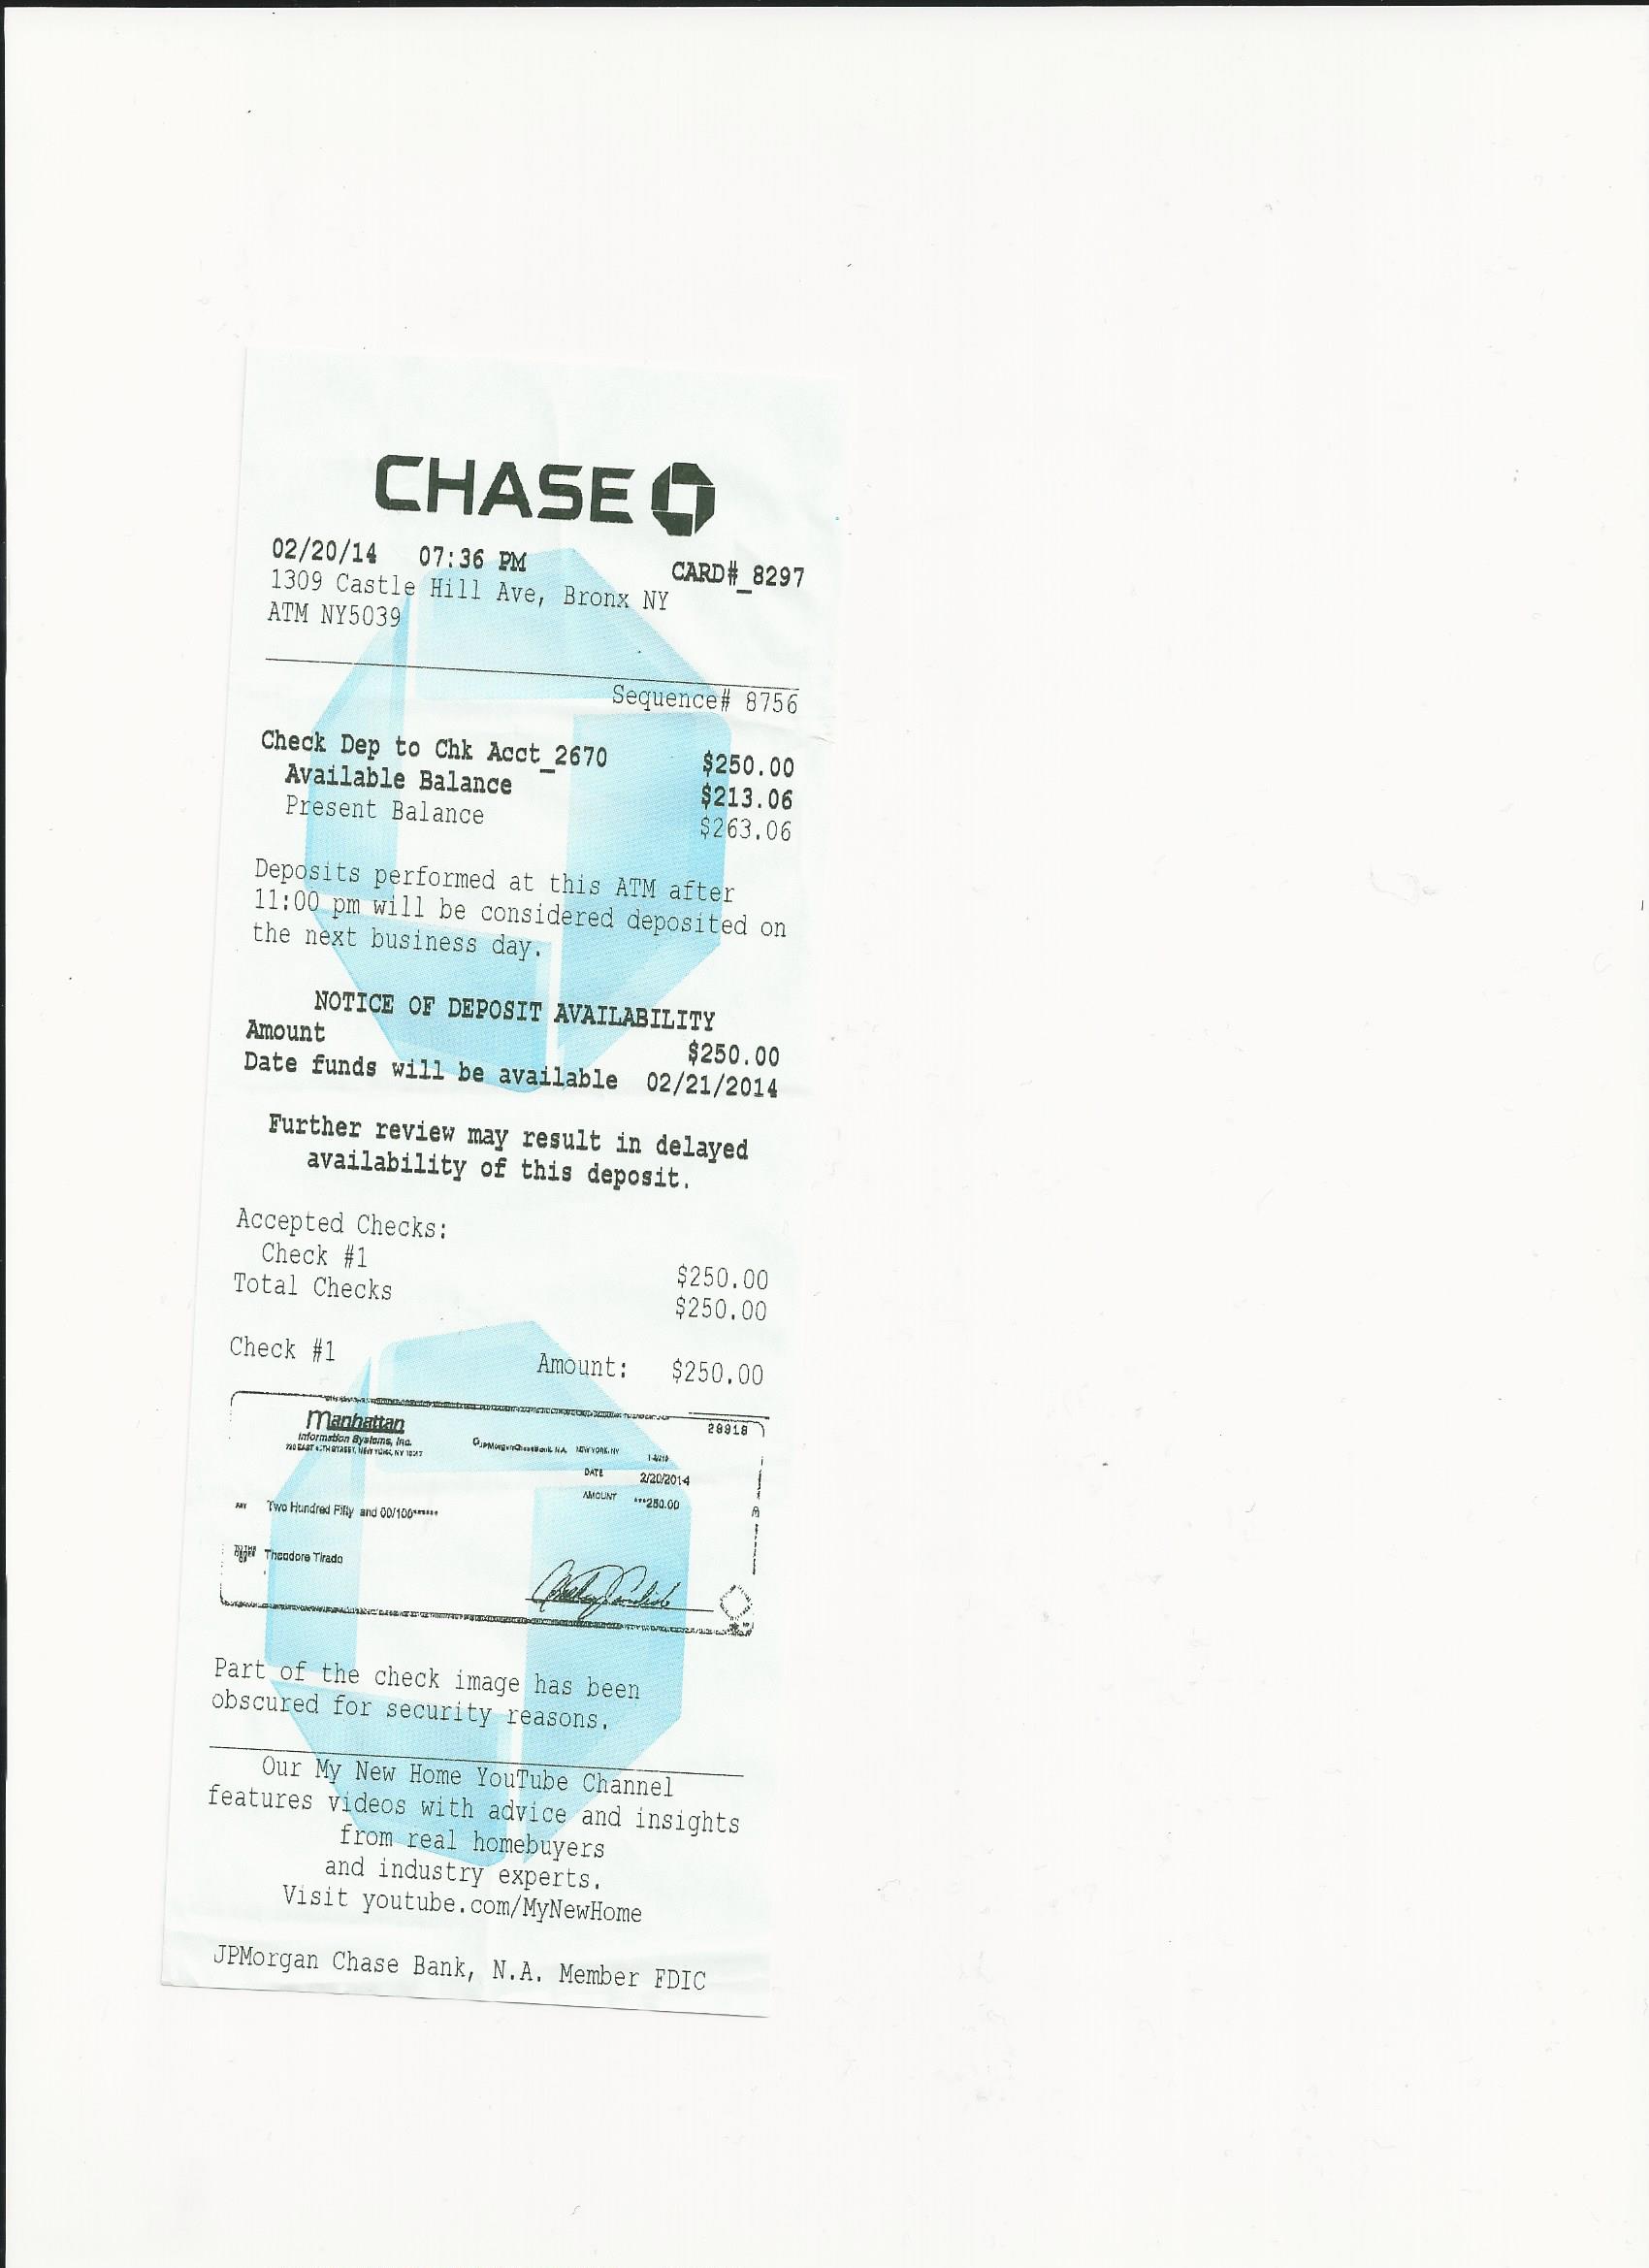 CHASE
02/20/14 07:36 PM CARD#_8297
1309 Castle Hill Ave, Bronx NY
ATM NY5039
Sequence# 8756
Check Dep to Chk Acct_2670 $250.00
Available Balance $213.06
Present Balance $263.06
Deposits performed at this ATM after
11:00 pm will be considered deposited on
the next business day.
NOTICE OF DEPOSIT AVAILABILITY
Amount $250.00
Date funds will be available 02/21/2014
Further review may result in delayed
availability of this deposit.
Accepted Checks:
Check #1 $250.00
Total Checks $250.00
Check #1 Amount: $250.00
Manhattan 28918
Information Systems, Inc.
JPMorganChaseBank, N.A. NEW YORK, NY
DATE 2/20/2014
AMOUNT ***250.00
PAY Two Hundred Fifty and 00/100******
TO THE ORDER OF Theodore Tirado
Part of the check image has been
obscured for security reasons.
Our My New Home YouTube Channel
features videos with advice and insights
from real homebuyers
and industry experts.
Visit youtube.com/MyNewHome
JPMorgan Chase Bank, N.A. Member FDIC